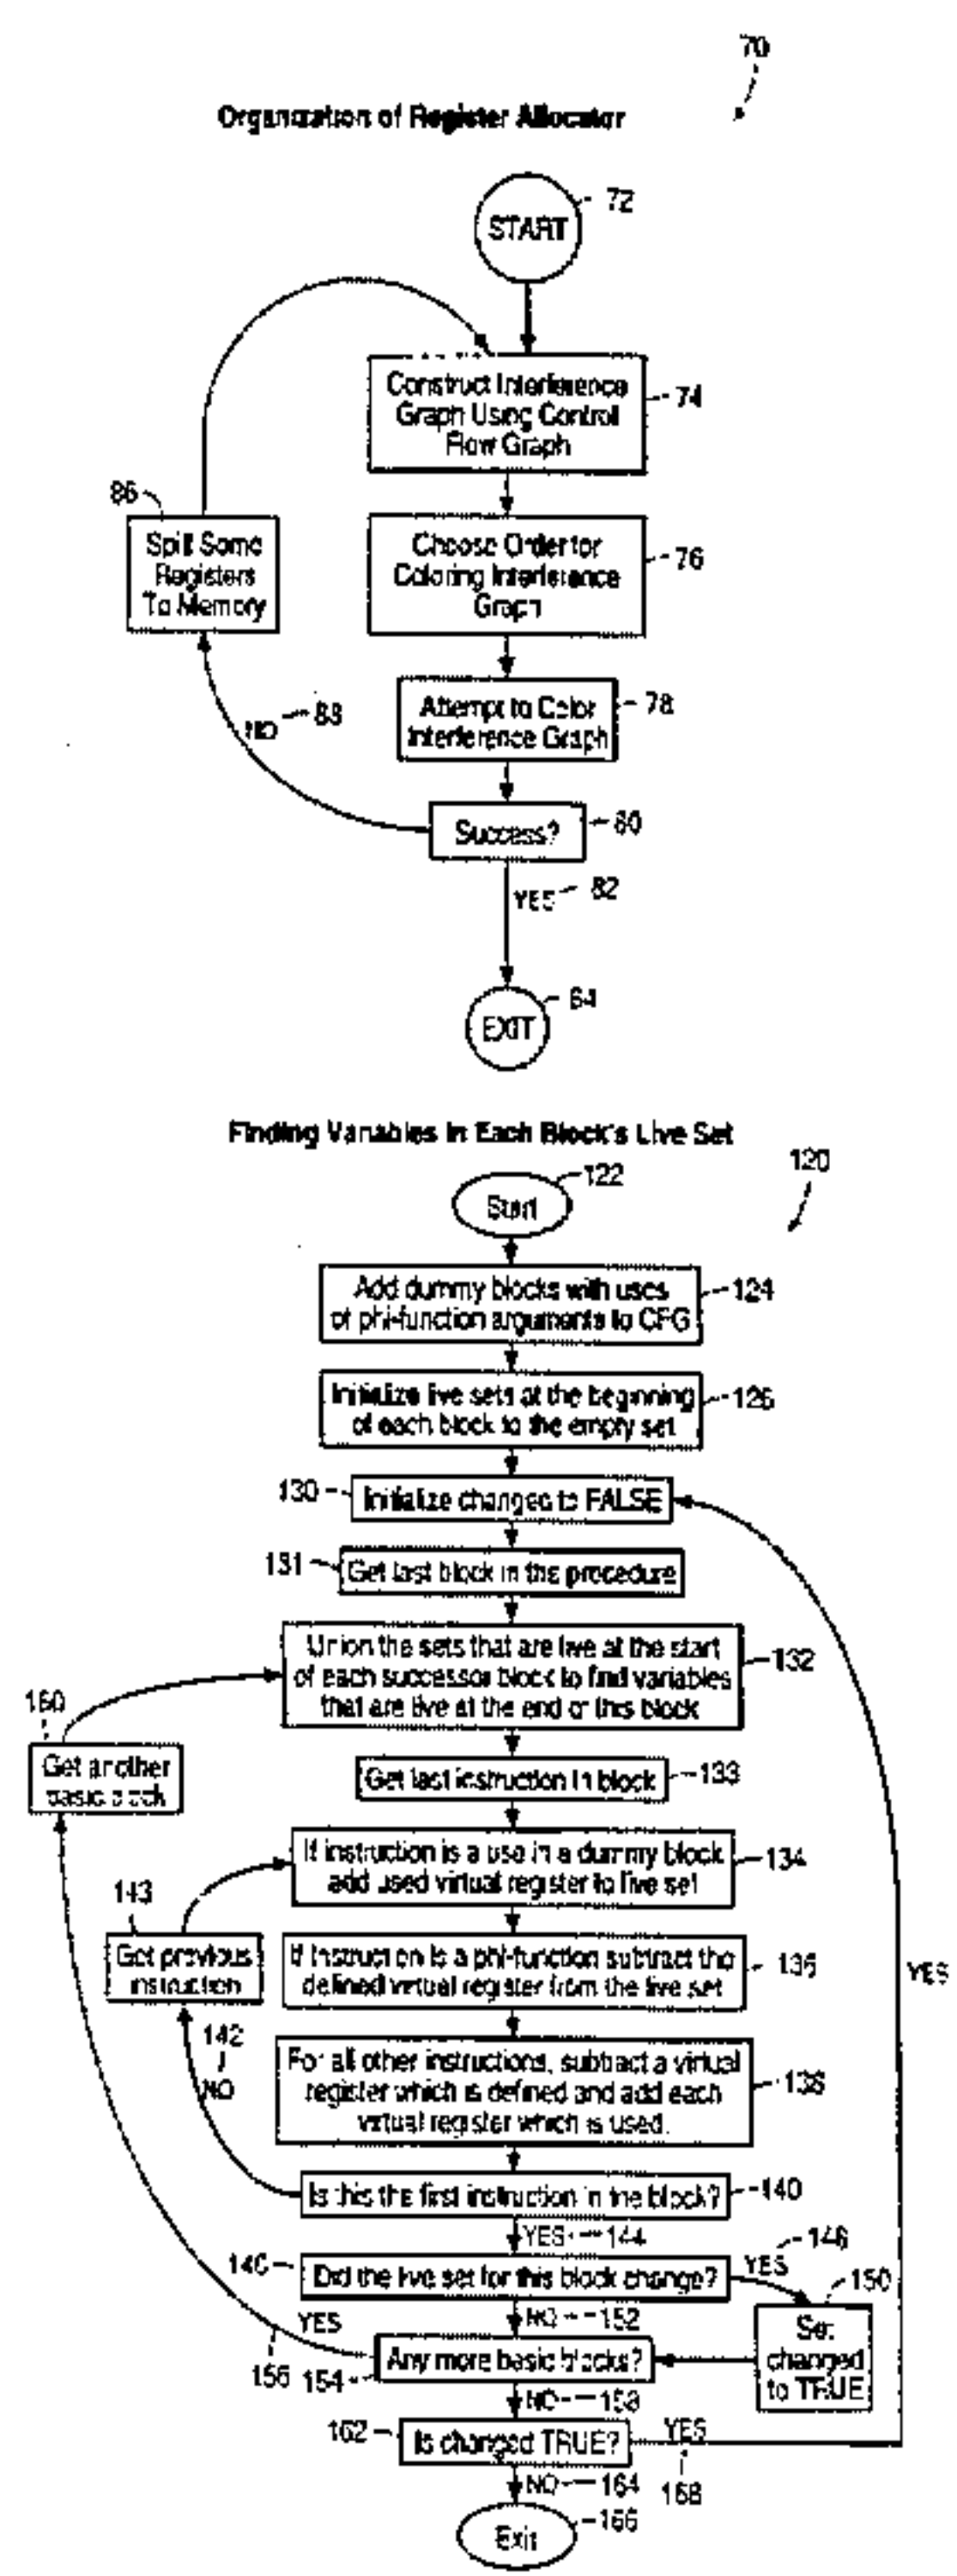 70
Organization of Register Allocator
START
72
Construct Interference
Graph Using Control
Flow Graph
74
86
Spill Some
Registers
To Memory
Choose Order for
Coloring Interference
Graph
76
Attempt to Color
Interference Graph
78
NO
88
Success?
80
YES
82
EXIT
84
Finding Variables in Each Block's Live Set
120
122
Start
Add dummy blocks with uses
of phi-function arguments to CFG
124
Initialize live sets at the beginning
of each block to the empty set
126
130
Initialize changed to FALSE
131
Get last block in the procedure
Union the sets that are live at the start
of each successor block to find variables
that are live at the end of this block
132
160
Get another
basic block
Get last instruction in block
133
If instruction is a use in a dummy block
add used virtual register to live set
134
143
Get previous
instruction
If instruction is a phi-function subtract the
defined virtual register from the live set
136
YES
142
NO
For all other instructions, subtract a virtual
register which is defined and add each
virtual register which is used.
138
Is this the first instruction in the block?
140
YES
144
146
Did the live set for this block change?
YES
148
150
Set
changed
to TRUE
NO
152
YES
156
154
Any more basic blocks?
NO
158
162
Is changed TRUE?
YES
168
NO
164
Exit
166